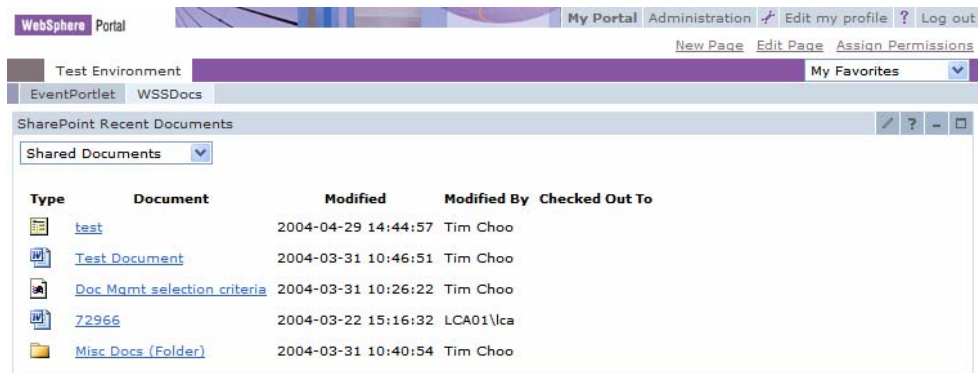 WebSphere Portal
My Portal Administration Edit my profile ? Log out
New Page Edit Page Assign Permissions
Test Environment
My Favorites
EventPortlet WSSDocs
SharePoint Recent Documents
?
Shared Documents
Type Document Modified Modified By Checked Out To
test 2004-04-29 14:44:57 Tim Choo
Test Document 2004-03-31 10:46:51 Tim Choo
Doc Mgmt selection criteria 2004-03-31 10:26:22 Tim Choo
72966 2004-03-22 15:16:32 LCA01\lca
Misc Docs (Folder) 2004-03-31 10:40:54 Tim Choo